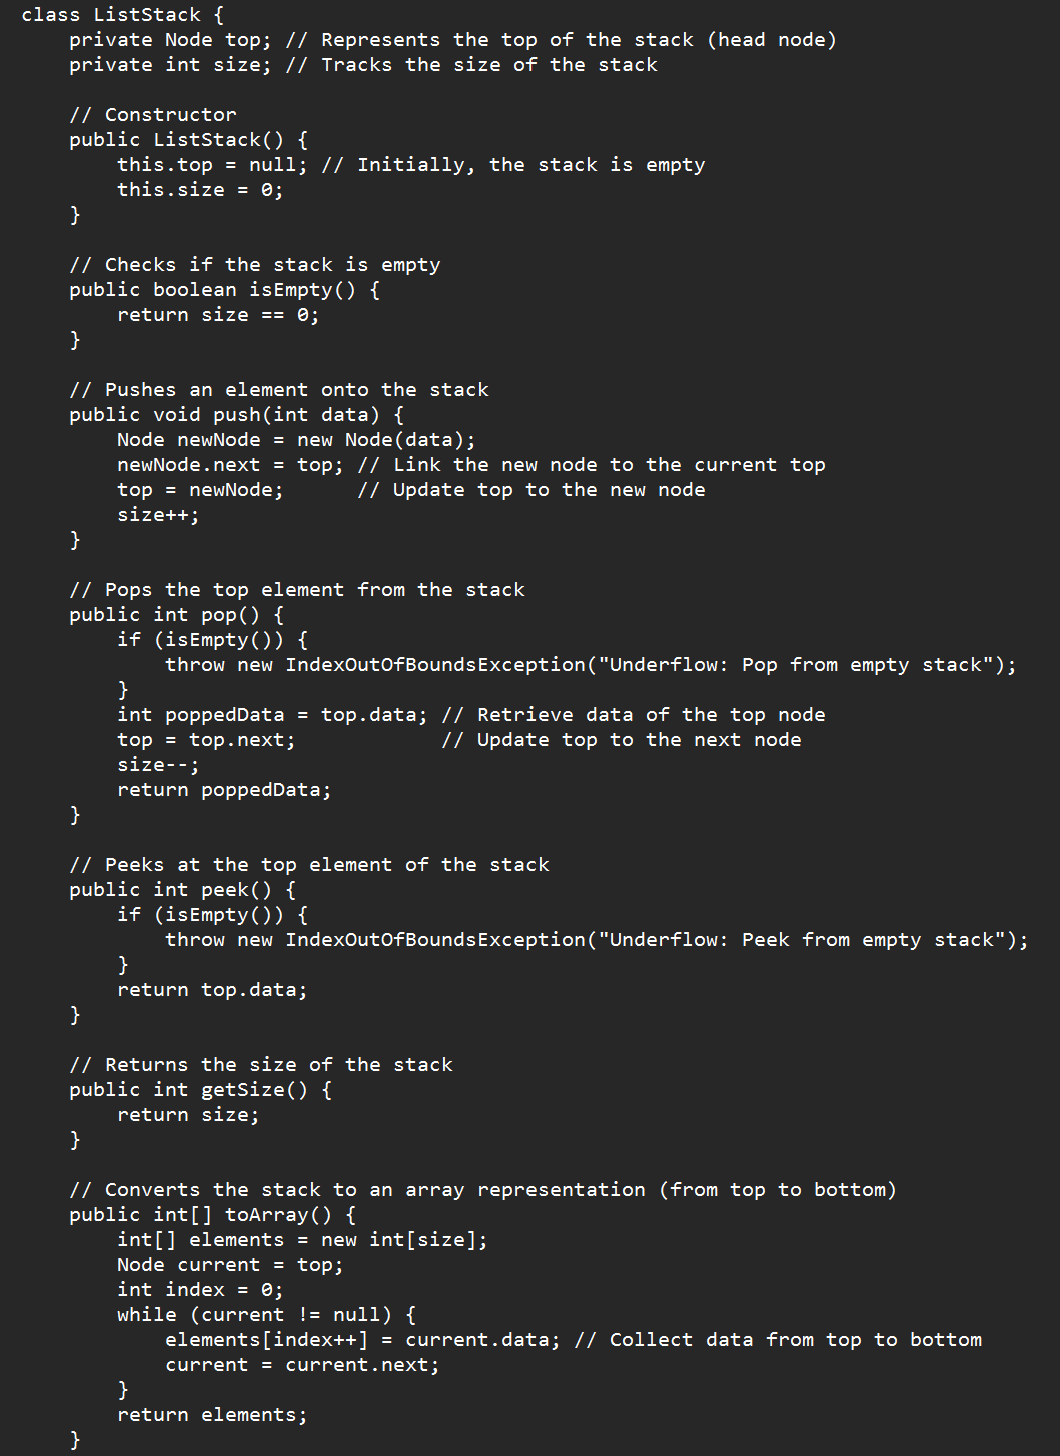 class ListStack {
    private Node top; // Represents the top of the stack (head node)
    private int size; // Tracks the size of the stack

    // Constructor
    public ListStack() {
        this.top = null; // Initially, the stack is empty
        this.size = 0;
    }

    // Checks if the stack is empty
    public boolean isEmpty() {
        return size == 0;
    }

    // Pushes an element onto the stack
    public void push(int data) {
        Node newNode = new Node(data);
        newNode.next = top; // Link the new node to the current top
        top = newNode;      // Update top to the new node
        size++;
    }

    // Pops the top element from the stack
    public int pop() {
        if (isEmpty()) {
            throw new IndexOutOfBoundsException("Underflow: Pop from empty stack");
        }
        int poppedData = top.data; // Retrieve data of the top node
        top = top.next;            // Update top to the next node
        size--;
        return poppedData;
    }

    // Peeks at the top element of the stack
    public int peek() {
        if (isEmpty()) {
            throw new IndexOutOfBoundsException("Underflow: Peek from empty stack");
        }
        return top.data;
    }

    // Returns the size of the stack
    public int getSize() {
        return size;
    }

    // Converts the stack to an array representation (from top to bottom)
    public int[] toArray() {
        int[] elements = new int[size];
        Node current = top;
        int index = 0;
        while (current != null) {
            elements[index++] = current.data; // Collect data from top to bottom
            current = current.next;
        }
        return elements;
    }